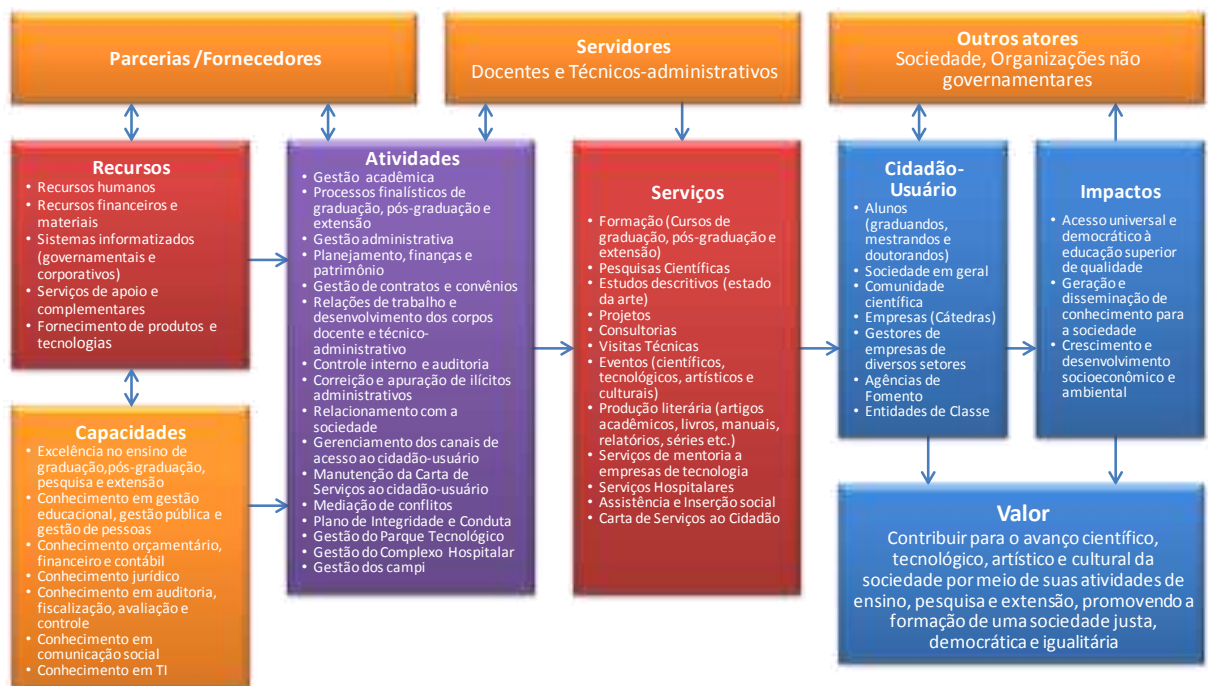 Parcerias /Fornecedores
Servidores
Docentes e Técnicos-administrativos
Outros atores
Sociedade, Organizações não
governamentares
Recursos
• Recursos humanos
• Recursos financeiros e
materiais
• Sistemas informatizados
(governamentais e
corporativos)
• Serviços de apoio e
complementares
• Fornecimento de produtos e
tecnologias
Capacidades
• Excelência no ensino de
graduação,pós-graduação,
pesquisa e extensão
• Conhecimento em gestão
educacional, gestão pública e
gestão de pessoas
• Conhecimento orçamentário,
financeiro e contábil
• Conhecimento jurídico
• Conhecimento em auditoria,
fiscalização, avaliação e
controle
• Conhecimento em
comunicação social
• Conhecimento em TI
Atividades
• Gestão acadêmica
• Processos finalísticos de
graduação, pós-graduação e
extensão
• Gestão administrativa
• Planejamento, finanças e
patrimônio
• Gestão de contratos e convênios
• Relações de trabalho e
desenvolvimento dos corpos
docente e técnico-
administrativo
• Controle interno e auditoria
• Correição e apuração de ilícitos
administrativos
• Relacionamento com a
sociedade
• Gerenciamento dos canais de
acesso ao cidadão-usuário
• Manutenção da Carta de
Serviços ao cidadão-usuário
• Mediação de conflitos
• Plano de Integridade e Conduta
• Gestão do Parque Tecnológico
• Gestão do Complexo Hospitalar
• Gestão dos campi
Serviços
• Formação (Cursos de
graduação, pós-graduação e
extensão)
• Pesquisas Científicas
• Estudos descritivos (estado
da arte)
• Projetos
• Consultorias
• Visitas Técnicas
• Eventos (científicos,
tecnológicos, artísticos e
culturais)
• Produção literária (artigos
acadêmicos, livros, manuais,
relatórios, séries etc.)
• Serviços de mentoria a
empresas de tecnologia
• Serviços Hospitalares
• Assistência e Inserção social
• Carta de Serviços ao Cidadão
Cidadão-
Usuário
• Alunos
(graduandos,
mestrandos e
doutorandos)
• Sociedade em geral
• Comunidade
científica
• Empresas (Cátedras)
• Gestores de
empresas de
diversos setores
• Agências de
Fomento
• Entidades de Classe
Impactos
• Acesso universal e
democrático à
educação superior
de qualidade
• Geração e
disseminação de
conhecimento para
a sociedade
• Crescimento e
desenvolvimento
socioeconômico e
ambiental
Valor
Contribuir para o avanço científico,
tecnológico, artístico e cultural da
sociedade por meio de suas atividades de
ensino, pesquisa e extensão, promovendo a
formação de uma sociedade justa,
democrática e igualitária